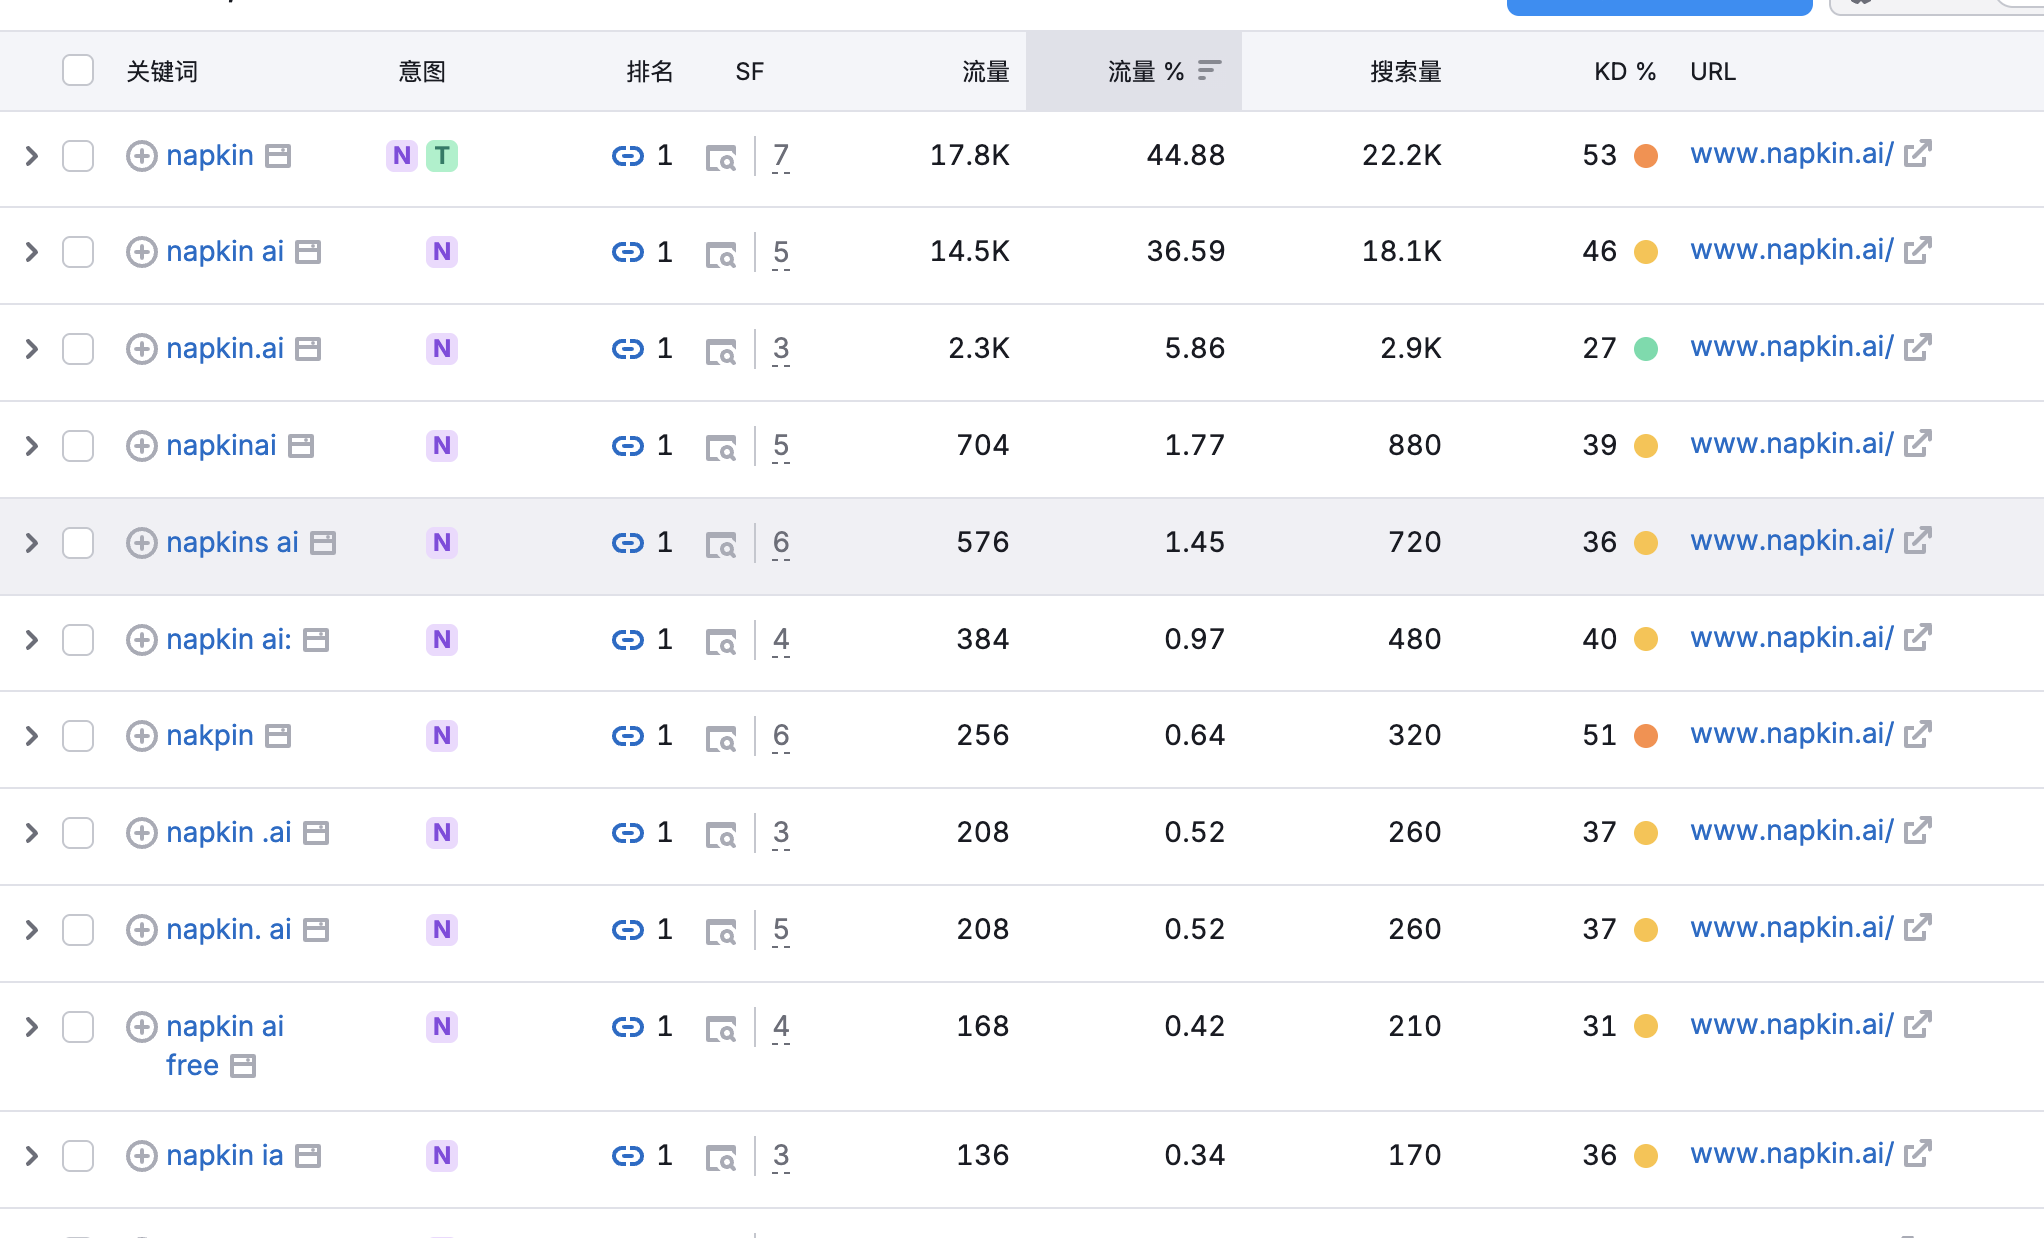 关键词 意图 排名 SF 流量 流量 % 搜索量 KD % URL
napkin N T 1 7 17.8K 44.88 22.2K 53 www.napkin.ai/
napkin ai N 1 5 14.5K 36.59 18.1K 46 www.napkin.ai/
napkin.ai N 1 3 2.3K 5.86 2.9K 27 www.napkin.ai/
napkinai N 1 5 704 1.77 880 39 www.napkin.ai/
napkins ai N 1 6 576 1.45 720 36 www.napkin.ai/
napkin ai: N 1 4 384 0.97 480 40 www.napkin.ai/
nakpin N 1 6 256 0.64 320 51 www.napkin.ai/
napkin .ai N 1 3 208 0.52 260 37 www.napkin.ai/
napkin. ai N 1 5 208 0.52 260 37 www.napkin.ai/
napkin ai N 1 4 168 0.42 210 31 www.napkin.ai/
free
napkin ia N 1 3 136 0.34 170 36 www.napkin.ai/